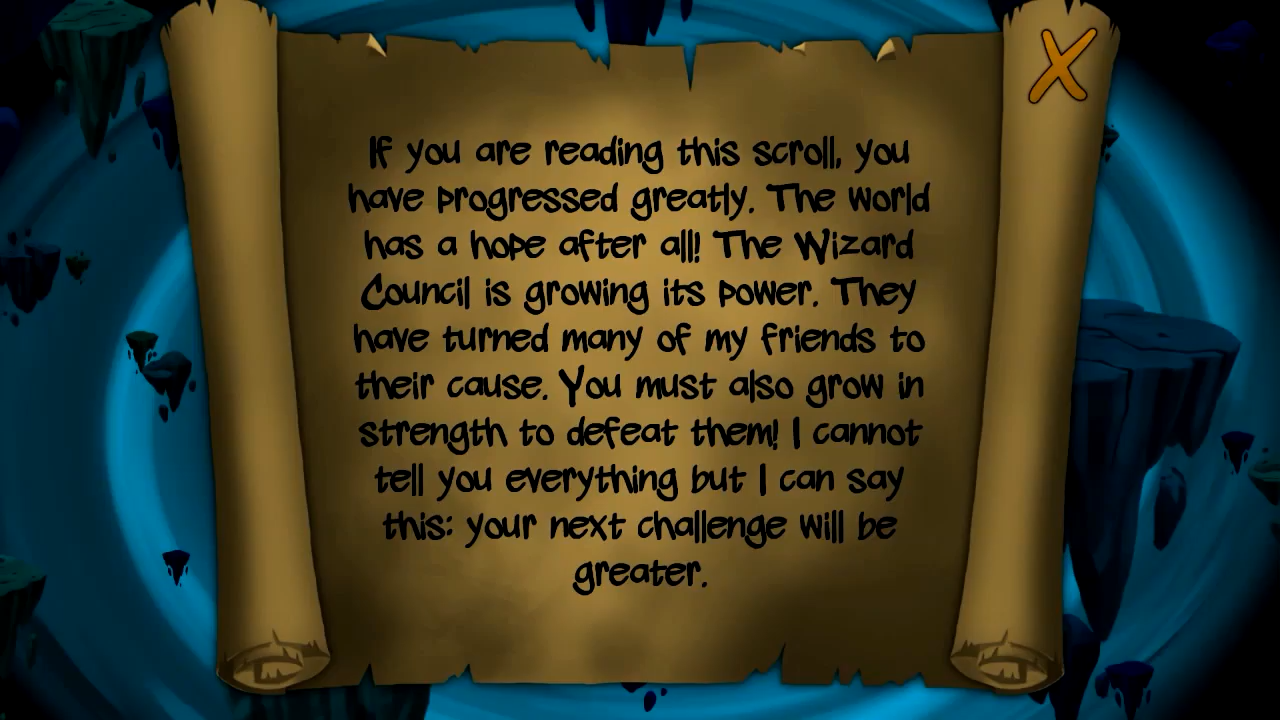 If you are reading this scroll, you
have progressed greatly. The world
has a hope after all! The Wizard
Council is growing its power. They
have turned many of my friends to
their cause. You must also grow in
strength to defeat them! I cannot
tell you everything but I can say
this: your next challenge will be
greater.